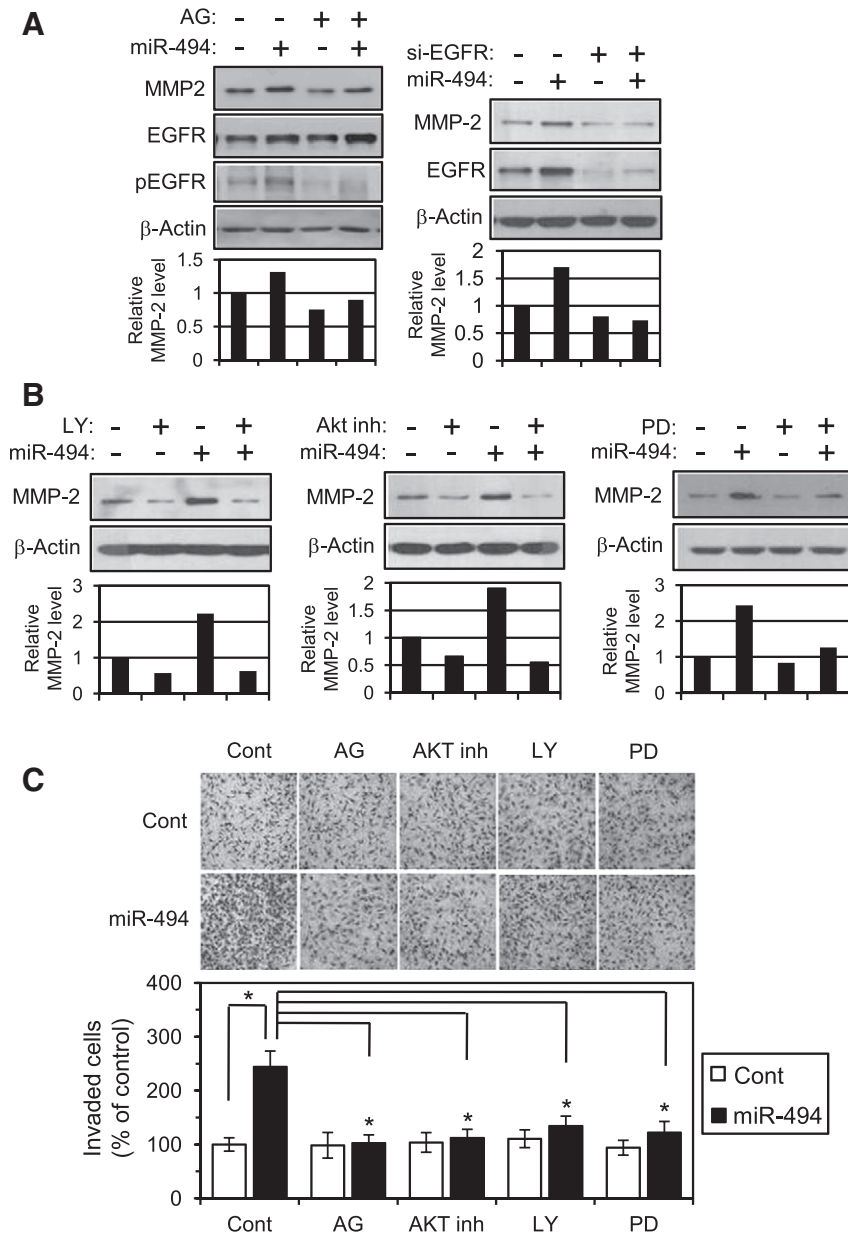 A
AG: - - + +
miR-494: - + - +
MMP2
EGFR
pEGFR
β-Actin
Relative
MMP-2 level
1.5
1
0.5
0
si-EGFR: - - + +
miR-494: - + - +
MMP-2
EGFR
β-Actin
Relative
MMP-2 level
2
1.5
1
0.5
0
B
LY: - + - +
miR-494: - - + +
MMP-2
β-Actin
Relative
MMP-2 level
3
2
1
0
Akt inh: - + - +
miR-494: - - + +
MMP-2
β-Actin
Relative
MMP-2 level
2
1.5
1
0.5
0
PD: - - + +
miR-494: - + - +
MMP-2
β-Actin
Relative
MMP-2 level
3
2
1
0
C
Cont AG AKT inh LY PD
Cont
miR-494
Invaded cells
(% of control)
400
300
200
100
0
*
* * * *
Cont AG AKT inh LY PD
Cont
miR-494